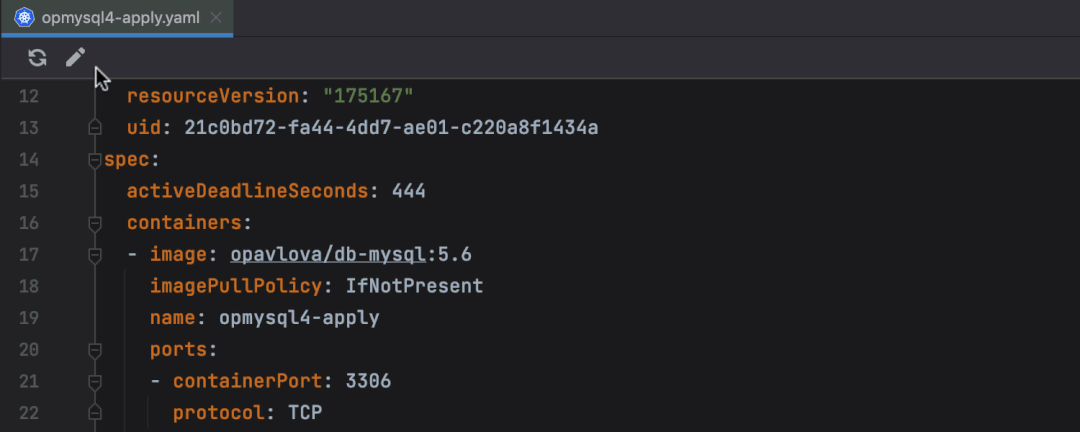 opmysql4-apply.yaml
12 resourceVersion: "175167"
13 uid: 21c0bd72-fa44-4dd7-ae01-c220a8f1434a
14 spec:
15 activeDeadlineSeconds: 444
16 containers:
17 - image: opavlova/db-mysql:5.6
18 imagePullPolicy: IfNotPresent
19 name: opmysql4-apply
20 ports:
21 - containerPort: 3306
22 protocol: TCP